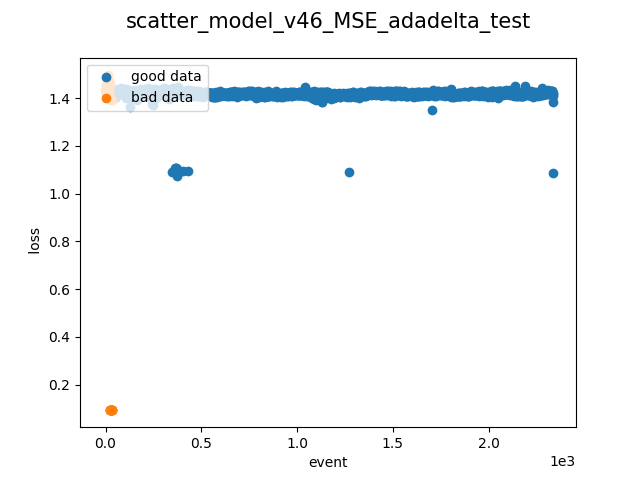 scatter_model_v46_MSE_adadelta_test
good data
bad data
1.4
1.2
1.0
0.8
0.6
0.4
0.2
loss
0.0
0.5
1.0
1.5
2.0
1e3
event